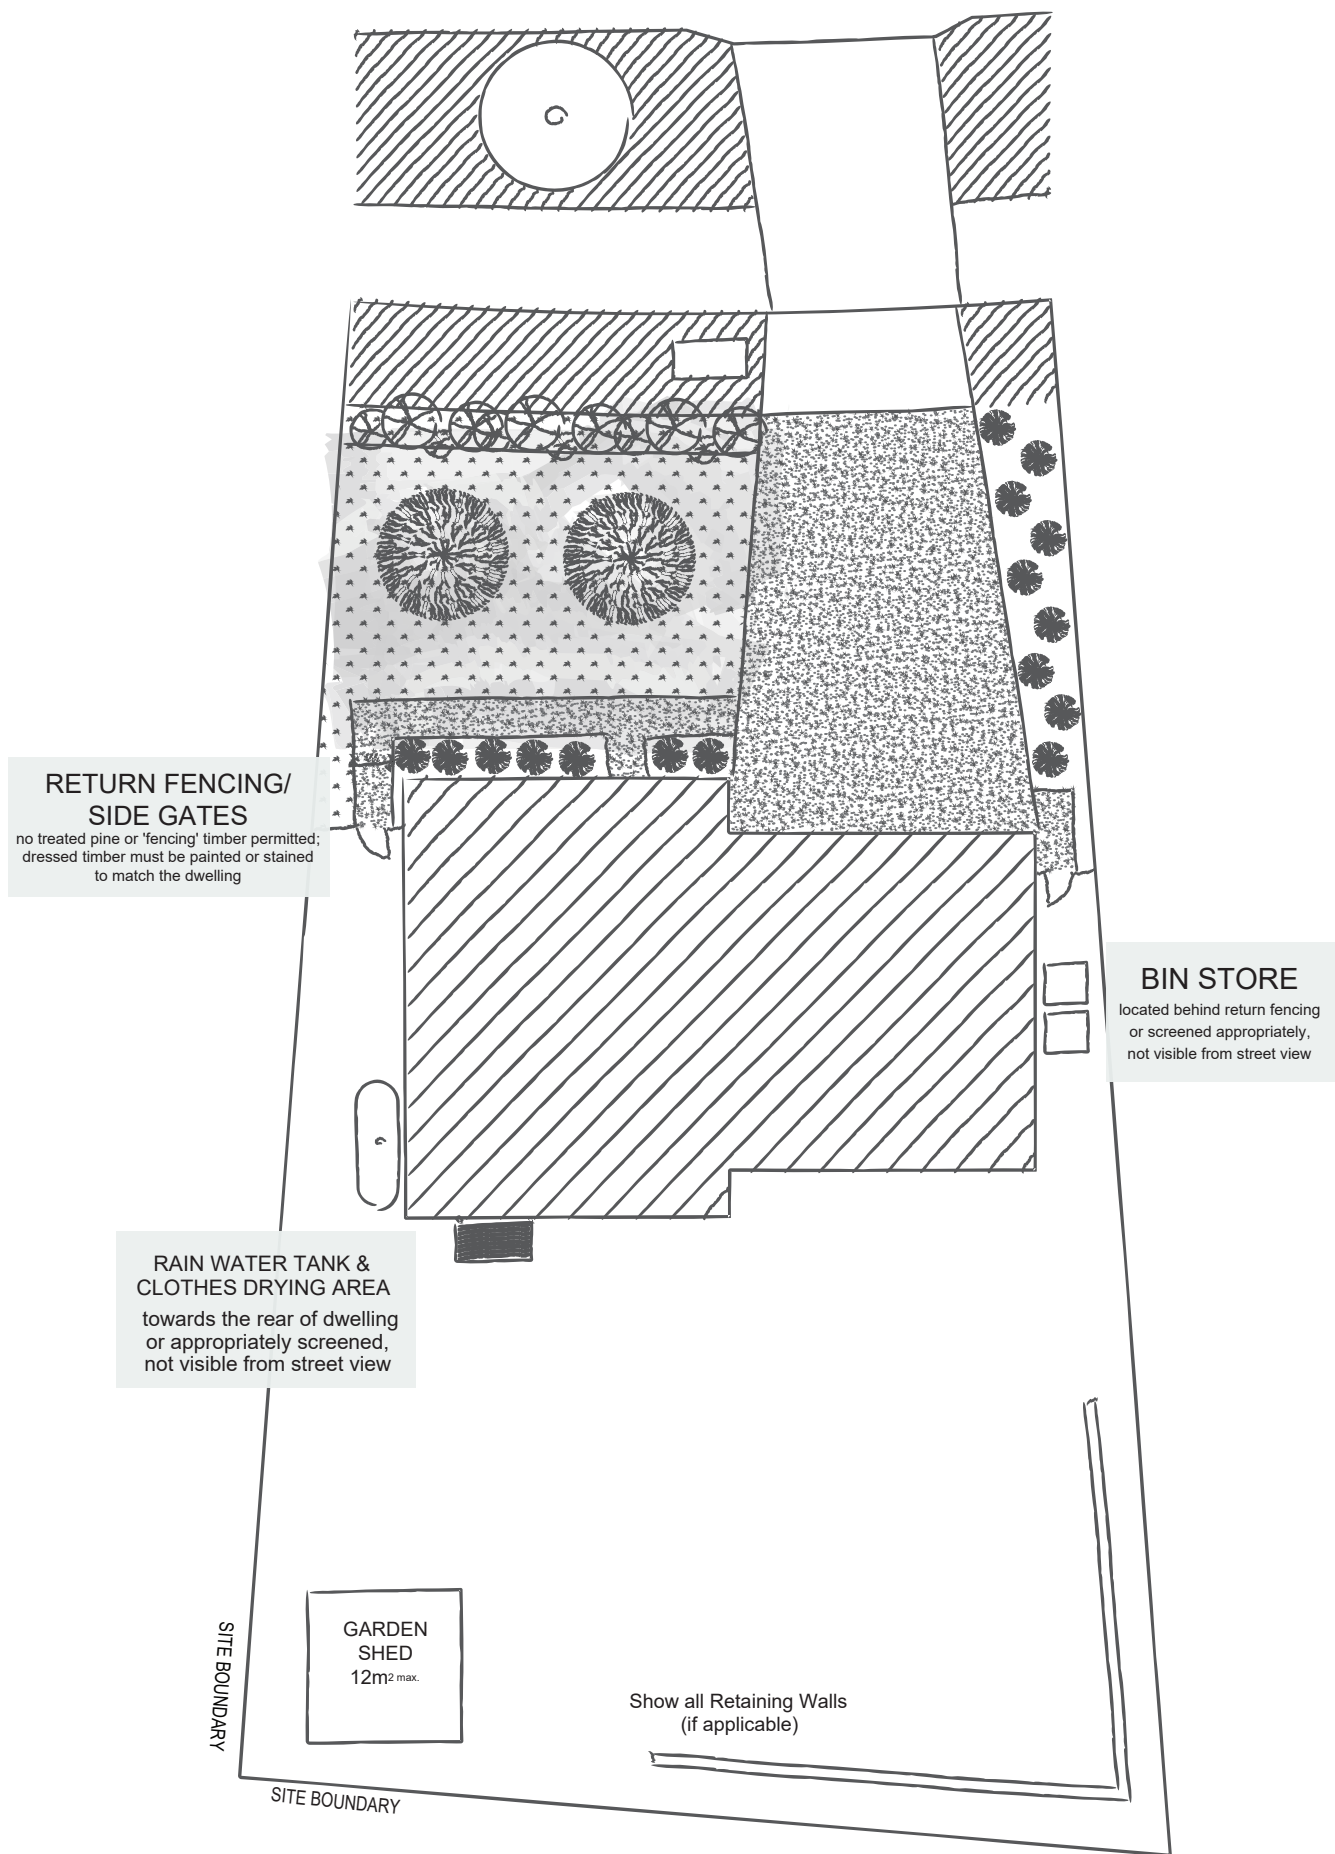 RETURN FENCING/
SIDE GATES
no treated pine or 'fencing' timber permitted;
dressed timber must be painted or stained
to match the dwelling
BIN STORE
located behind return fencing
or screened appropriately,
not visible from street view
RAIN WATER TANK &
CLOTHES DRYING AREA
towards the rear of dwelling
or appropriately screened,
not visible from street view
GARDEN
SHED
12m² max.
Show all Retaining Walls
(if applicable)
SITE BOUNDARY
SITE BOUNDARY